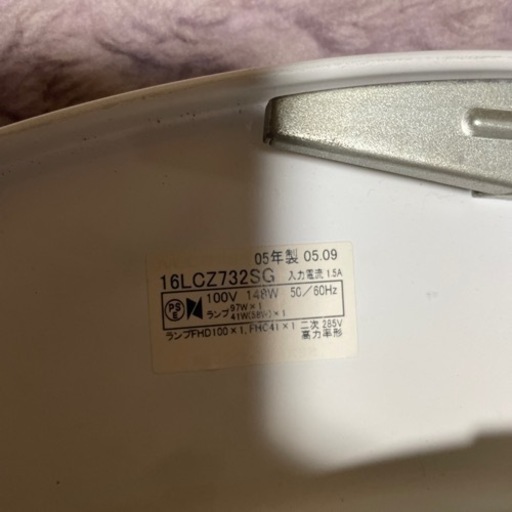 05年製 05.09
16LCZ732SG 入力電流 1.5A
PS E 100V 148W 50/60Hz
ランプ 97W×1
41W(38W)×1
ランプFHD100×1, FHC41×1 二次 285V
高力率形